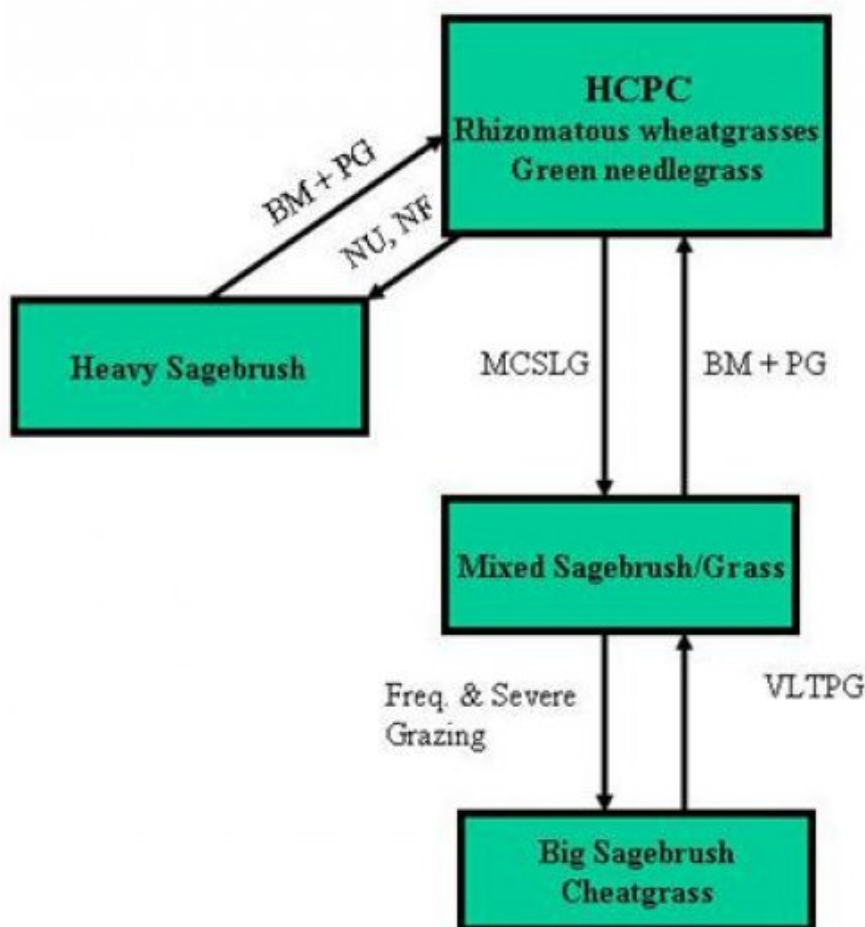 HCPC
Rhizomatous wheatgrasses
Green needlegrass
BM + PG
NU, NF
Heavy Sagebrush
MCSLG
BM + PG
Mixed Sagebrush/Grass
Freq. & Severe
Grazing
VLTPG
Big Sagebrush
Cheatgrass